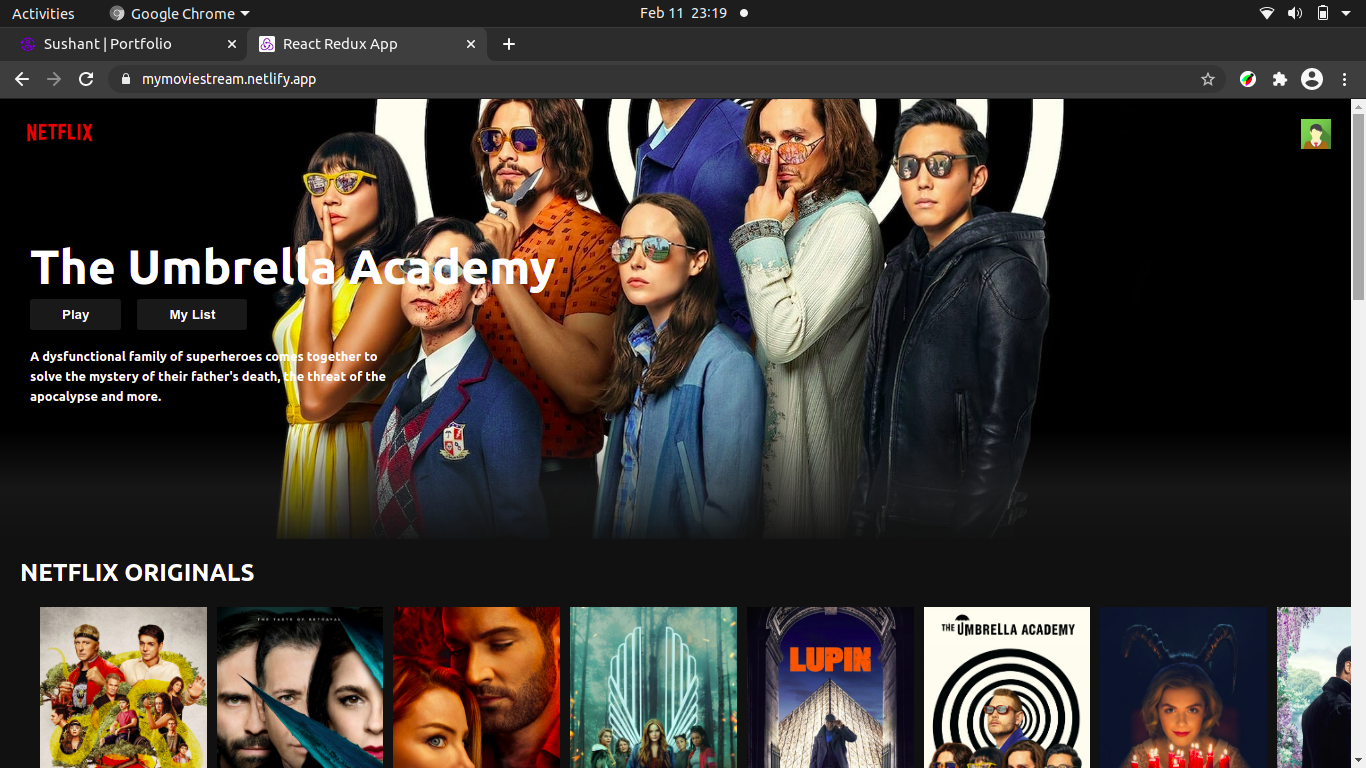 Activities
Google Chrome
Feb 11 23:19
Sushant | Portfolio
React Redux App
mymoviestream.netlify.app
NETFLIX
The Umbrella Academy
Play
My List
A dysfunctional family of superheroes comes together to
solve the mystery of their father's death, the threat of the
apocalypse and more.
NETFLIX ORIGINALS
THE TASTE OF BETRAYAL
LUPIN
THE UMBRELLA ACADEMY